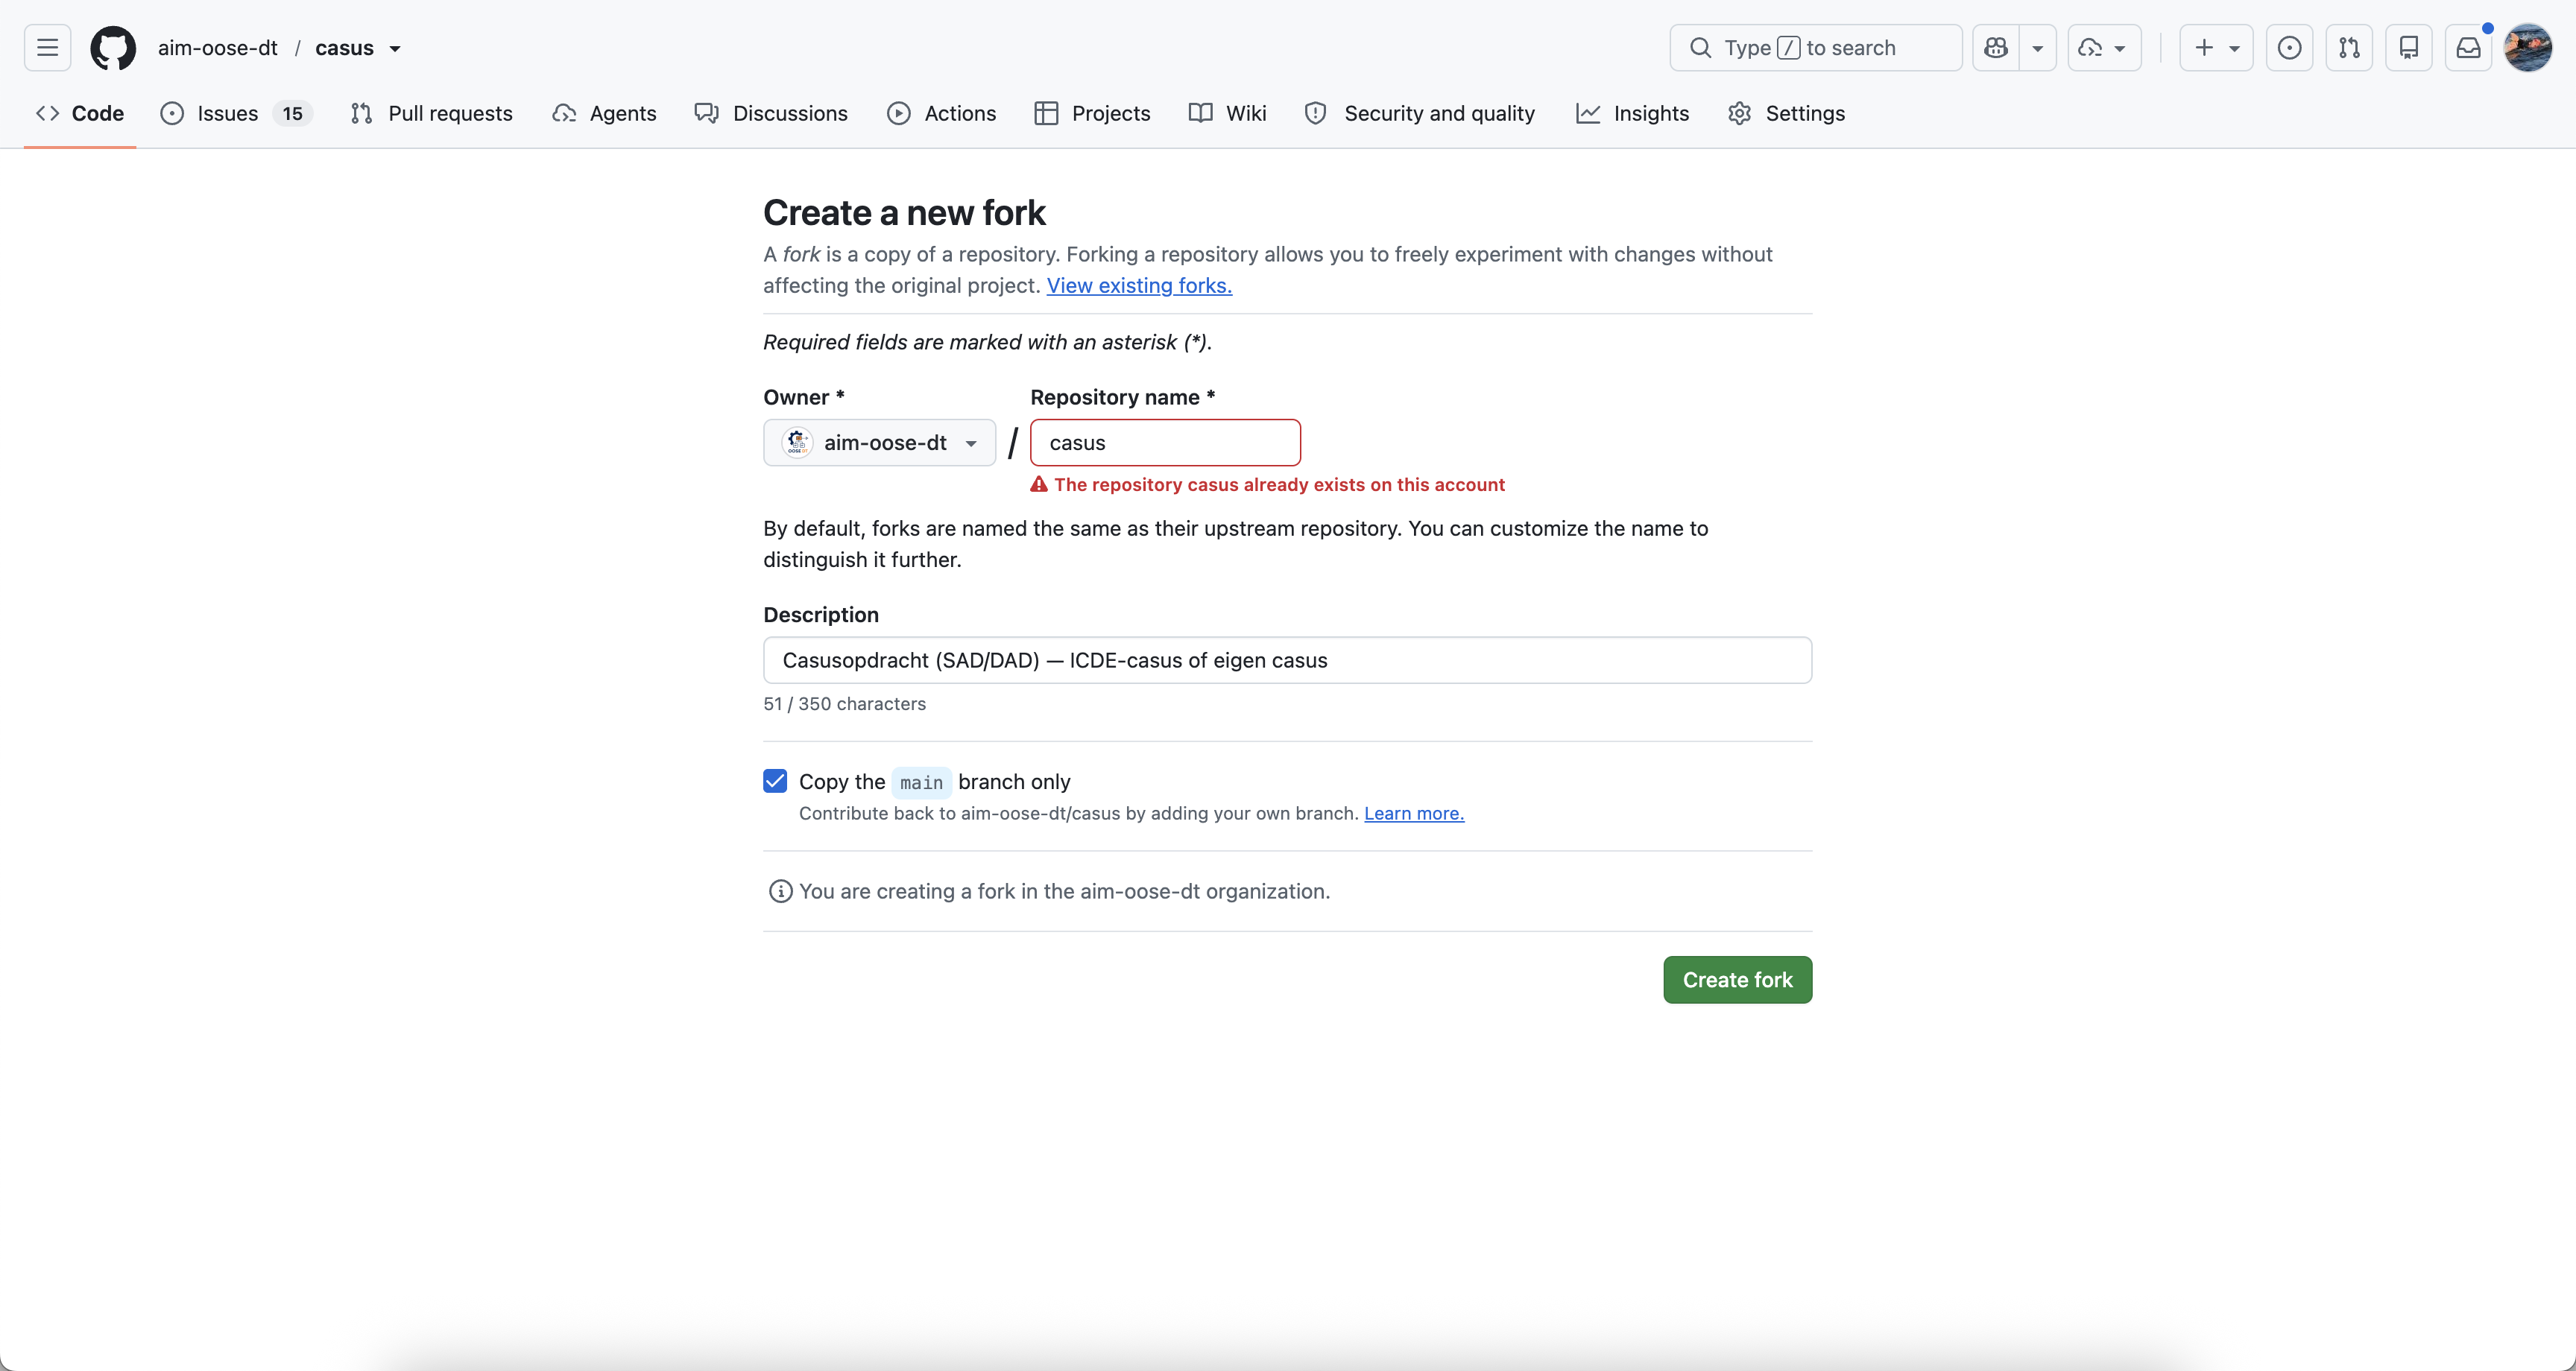 aim-oose-dt / casus
Type / to search
Code
Issues 15
Pull requests
Agents
Discussions
Actions
Projects
Wiki
Security and quality
Insights
Settings
Create a new fork
A fork is a copy of a repository. Forking a repository allows you to freely experiment with changes without
affecting the original project. View existing forks.
Required fields are marked with an asterisk (*).
Owner *
Repository name *
aim-oose-dt
/
casus
The repository casus already exists on this account
By default, forks are named the same as their upstream repository. You can customize the name to
distinguish it further.
Description
Casusopdracht (SAD/DAD) — ICDE-casus of eigen casus
51 / 350 characters
Copy the main branch only
Contribute back to aim-oose-dt/casus by adding your own branch. Learn more.
You are creating a fork in the aim-oose-dt organization.
Create fork